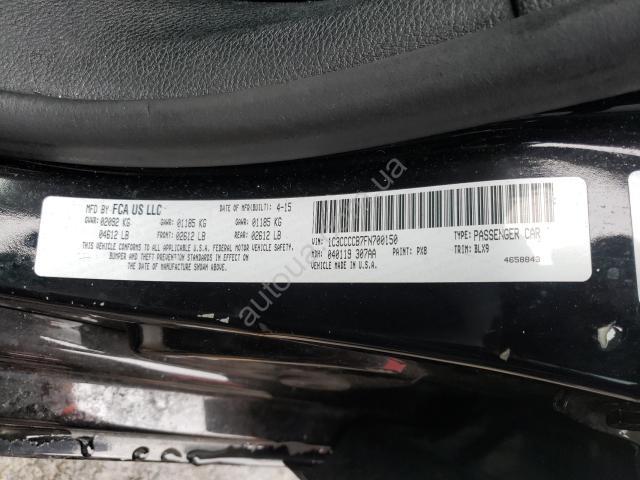 MFD BY: FCA US LLC DATE OF MFR(BUILT): 4-15
GVWR: 02092 KG GAWR: 01185 KG GAWR: 01185 KG
04612 LB FRONT: 02612 LB REAR: 02612 LB
THIS VEHICLE CONFORMS TO ALL APPLICABLE U.S.A. FEDERAL MOTOR VEHICLE SAFETY,
BUMPER AND THEFT PREVENTION STANDARDS IN EFFECT ON
THE DATE OF MANUFACTURE SHOWN ABOVE.
VIN: 1C3CCCCB7FN700150 TYPE: PASSENGER CAR
MDH: 040119 307AA PAINT: PX8 TRIM: BLX9
VEHICLE MADE IN U.S.A. 4658843
autoua.ua